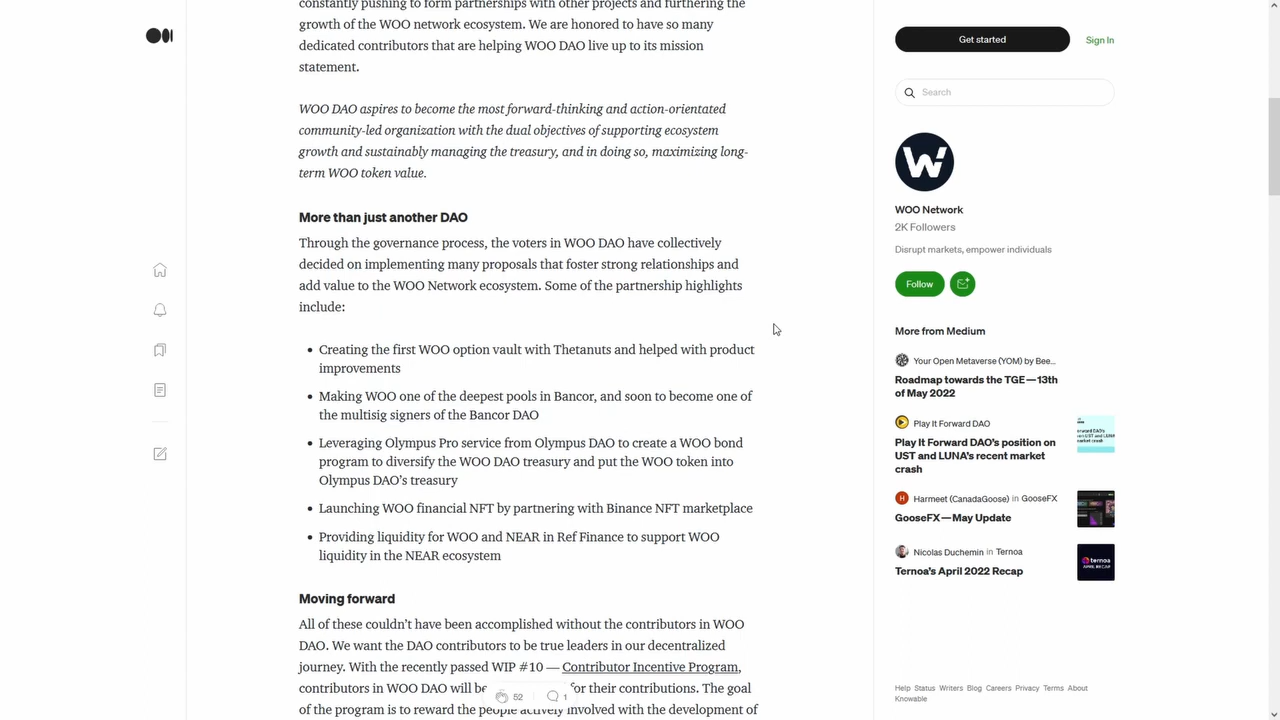 constantly pushing to form partnerships with other projects and furthering the
growth of the WOO network ecosystem. We are honored to have so many
dedicated contributors that are helping WOO DAO live up to its mission
statement.
WOO DAO aspires to become the most forward-thinking and action-orientated
community-led organization with the dual objectives of supporting ecosystem
growth and sustainably managing the treasury, and in doing so, maximizing long-
term WOO token value.
More than just another DAO
Through the governance process, the voters in WOO DAO have collectively
decided on implementing many proposals that foster strong relationships and
add value to the WOO Network ecosystem. Some of the partnership highlights
include:
Creating the first WOO option vault with Thetanuts and helped with product
improvements
Making WOO one of the deepest pools in Bancor, and soon to become one of
the multisig signers of the Bancor DAO
Leveraging Olympus Pro service from Olympus DAO to create a WOO bond
program to diversify the WOO DAO treasury and put the WOO token into
Olympus DAO's treasury
Launching WOO financial NFT by partnering with Binance NFT marketplace
Providing liquidity for WOO and NEAR in Ref Finance to support WOO
liquidity in the NEAR ecosystem
Moving forward
All of these couldn't have been accomplished without the contributors in WOO
DAO. We want the DAO contributors to be true leaders in our decentralized
journey. With the recently passed WIP #10 — Contributor Incentive Program,
contributors in WOO DAO will be for their contributions. The goal
of the program is to reward the people actively involved with the development of
52
1
Get started
Sign In
Search
WOO Network
2K Followers
Disrupt markets, empower individuals
Follow
More from Medium
Your Open Metaverse (YOM) by Bee...
Roadmap towards the TGE — 13th
of May 2022
Play It Forward DAO
Play It Forward DAO's position on
UST and LUNA's recent market
crash
Harmeet (CanadaGoose) in GooseFX
GooseFX — May Update
Nicolas Duchemin in Ternoa
Ternoa's April 2022 Recap
Help Status Writers Blog Careers Privacy Terms About
Knowable